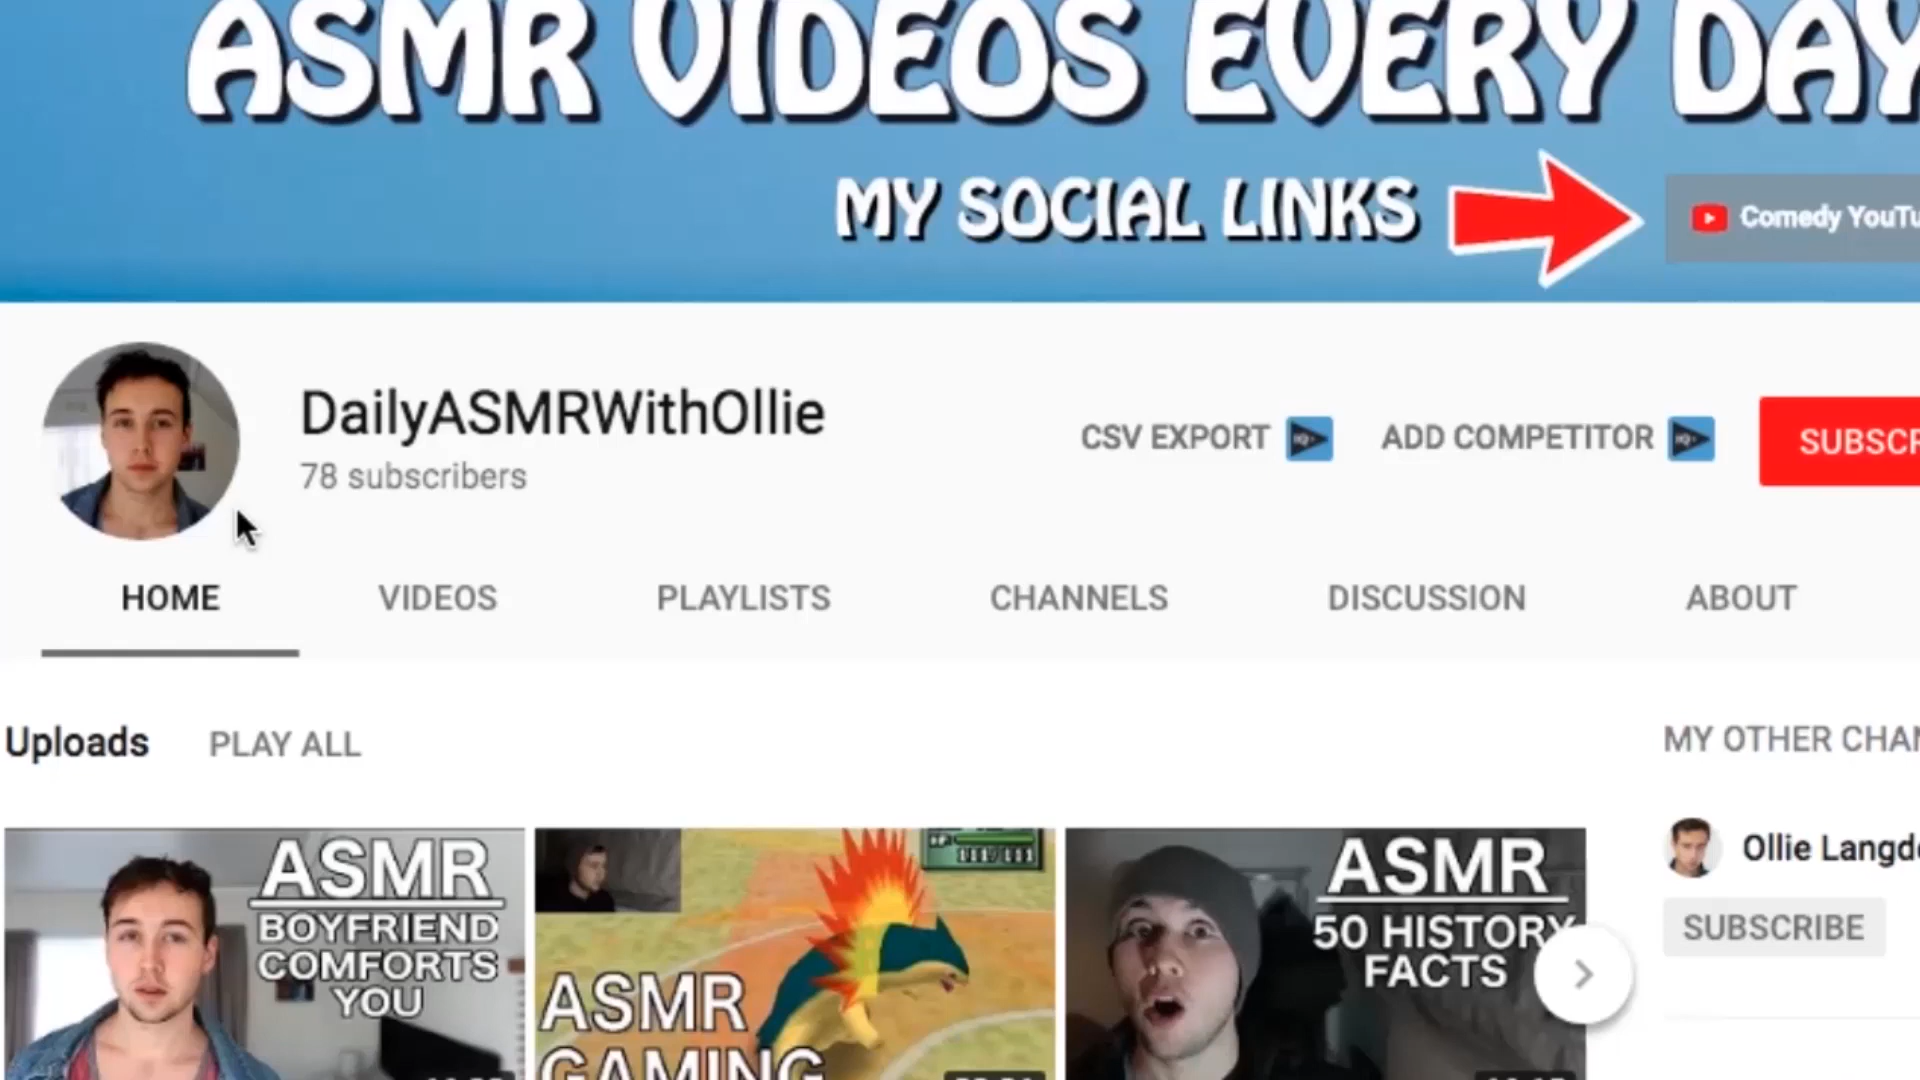 ASMR VIDEOS EVERY DAY
MY SOCIAL LINKS
Comedy YouTu
DailyASMRWithOllie
78 subscribers
CSV EXPORT
ADD COMPETITOR
SUBSCR
HOME
VIDEOS
PLAYLISTS
CHANNELS
DISCUSSION
ABOUT
Uploads
PLAY ALL
MY OTHER CHAN
Ollie Langd
SUBSCRIBE
ASMR
BOYFRIEND
COMFORTS
YOU
ASMR
GAMING
ASMR
50 HISTORY
FACTS